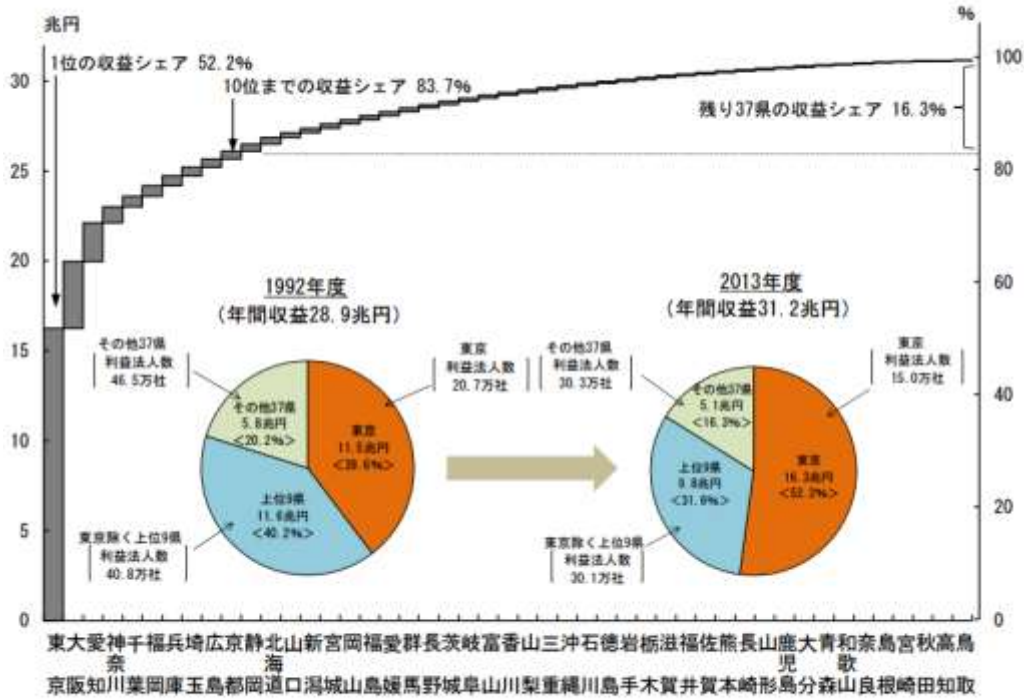 兆円
%
1位の収益シェア 52.2%
10位までの収益シェア 83.7%
残り37県の収益シェア 16.3%
30
25
20
15
10
5
0
100
80
60
40
20
0
1992年度
（年間収益28.9兆円）
その他37県
利益法人数
46.5万社
東京
利益法人数
20.7万社
その他37県
5.8兆円
<20.2%>
東京
11.5兆円
<39.6%>
上位9県
11.6兆円
<40.2%>
東京除く上位9県
利益法人数
40.8万社
2013年度
（年間収益31.2兆円）
その他37県
利益法人数
30.3万社
東京
利益法人数
15.0万社
その他37県
5.1兆円
<16.3%>
上位9県
9.8兆円
<31.6%>
東京
16.3兆円
<52.2%>
東京除く上位9県
利益法人数
30.1万社
東京
大阪
愛知
神奈川
千葉
福岡
兵庫
埼玉
広島
京都
静岡
北海道
山口
新潟
宮城
岡山
福島
愛媛
群馬
長野
茨城
岐阜
富山
香川
山梨
三重
沖縄
石川
徳島
岩手
栃木
滋賀
福井
佐賀
熊本
長崎
山形
鹿児島
大分
青森
和歌山
奈良
島根
宮崎
秋田
高知
鳥取